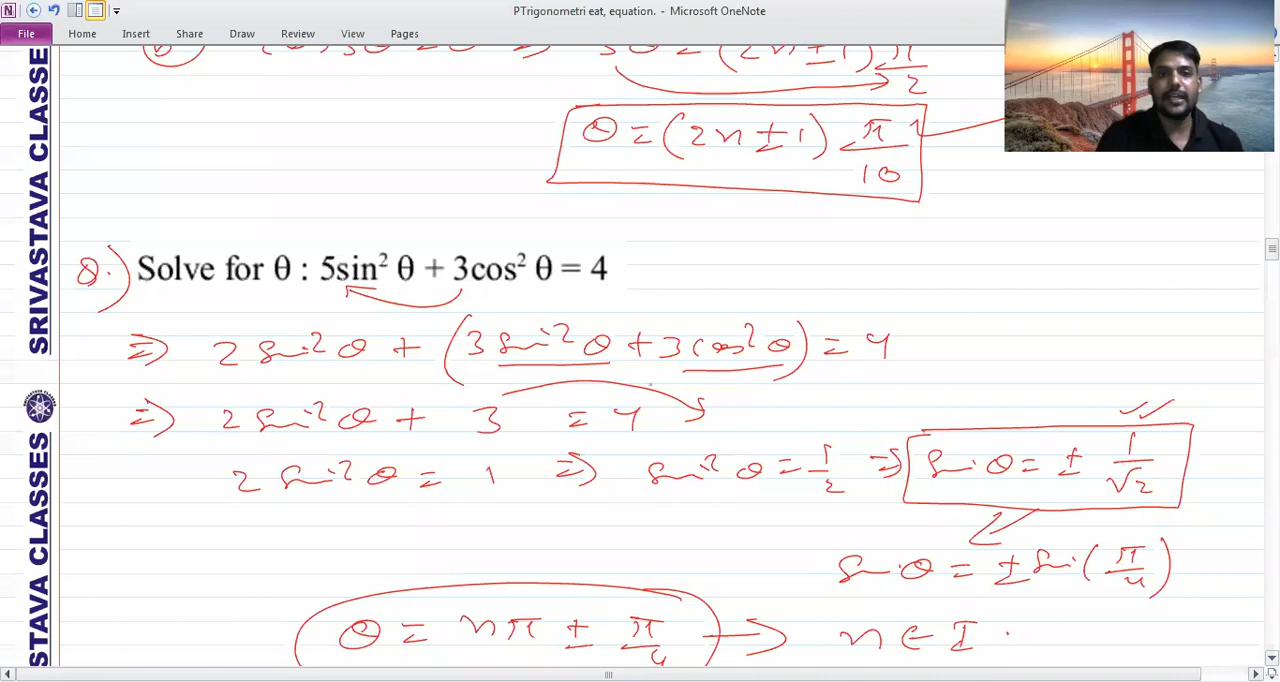 PTrigonometri eat, equation. - Microsoft OneNote
File Home Insert Share Draw Review View Pages
θ = (2n ± 1) π/10
Q.) Solve for θ : 5sin² θ + 3cos² θ = 4
⇒ 2 sin²θ + (3 sin²θ + 3 cos²θ) = 4
⇒ 2 sin²θ + 3 = 4
2 sin²θ = 1 ⇒ sin²θ = 1/2 ⇒ sin θ = ± 1/√2
sin θ = ± sin(π/4)
θ = nπ ± π/4 → n ∈ I
SRIVASTAVA CLASSE
STAVA CLASSES